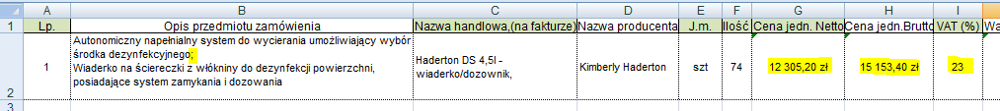 A B C D E F G H I
1 Lp. Opis przedmiotu zamówienia Nazwa handlowa,(na fakturze) Nazwa producenta J.m. Ilość Cena jedn. Netto Cena jedn.Brutto VAT (%)
Autonomiczny napełnialny system do wycierania umożliwiający wybór
środka dezynfekcyjnego;
Wiaderko na ściereczki z włókniny do dezynfekcji powierzchni,
posiadające system zamykania i dozowania
1
Haderton DS 4,5l -
wiaderko/dozownik,
Kimberly Haderton
szt
74
12 305,20 zł
15 153,40 zł
23
2
3